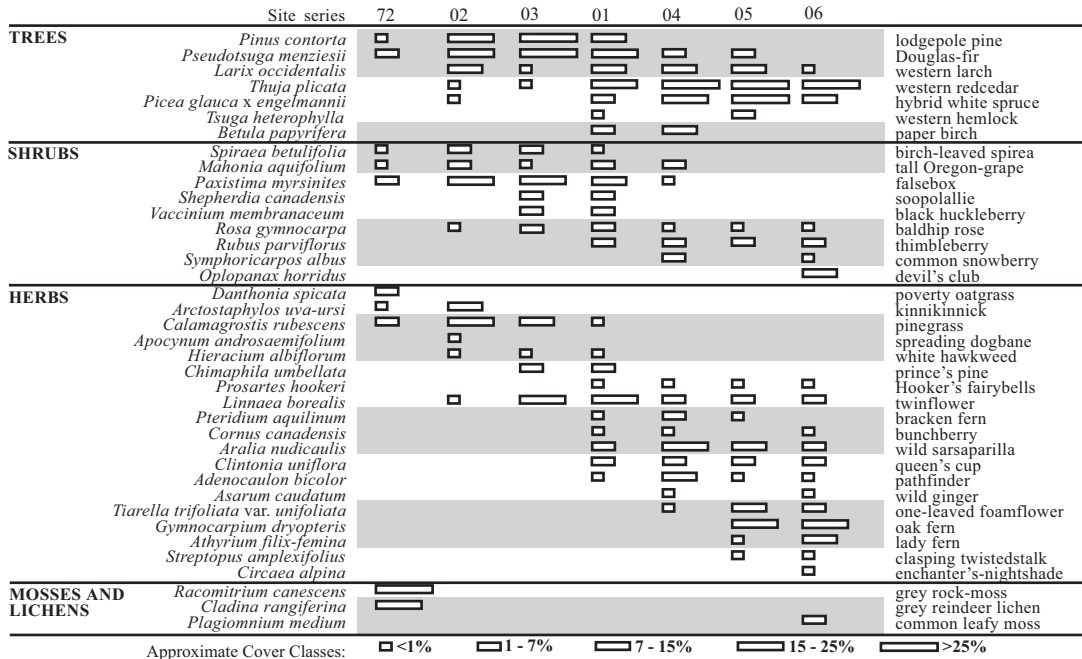 Site series 72 02 03 01 04 05 06
TREES Pinus contorta lodgepole pine
Pseudotsuga menziesii Douglas-fir
Larix occidentalis western larch
Thuja plicata western redcedar
Picea glauca x engelmannii hybrid white spruce
Tsuga heterophylla western hemlock
Betula papyrifera paper birch
SHRUBS Spiraea betulifolia birch-leaved spirea
Mahonia aquifolium tall Oregon-grape
Paxistima myrsinites falsebox
Shepherdia canadensis soopolallie
Vaccinium membranaceum black huckleberry
Rosa gymnocarpa baldhip rose
Rubus parviflorus thimbleberry
Symphoricarpos albus common snowberry
Oplopanax horridus devil's club
HERBS Danthonia spicata poverty oatgrass
Arctostaphylos uva-ursi kinnikinnick
Calamagrostis rubescens pinegrass
Apocynum androsaemifolium spreading dogbane
Hieracium albiflorum white hawkweed
Chimaphila umbellata prince's pine
Prosartes hookeri Hooker's fairybells
Linnaea borealis twinflower
Pteridium aquilinum bracken fern
Cornus canadensis bunchberry
Aralia nudicaulis wild sarsaparilla
Clintonia uniflora queen's cup
Adenocaulon bicolor pathfinder
Asarum caudatum wild ginger
Tiarella trifoliata var. unifoliata one-leaved foamflower
Gymnocarpium dryopteris oak fern
Athyrium filix-femina lady fern
Streptopus amplexifolius clasping twistedstalk
Circaea alpina enchanter's-nightshade
MOSSES AND Racomitrium canescens grey rock-moss
LICHENS Cladina rangiferina grey reindeer lichen
Plagiomnium medium common leafy moss
Approximate Cover Classes: <1% 1 - 7% 7 - 15% 15 - 25% >25%